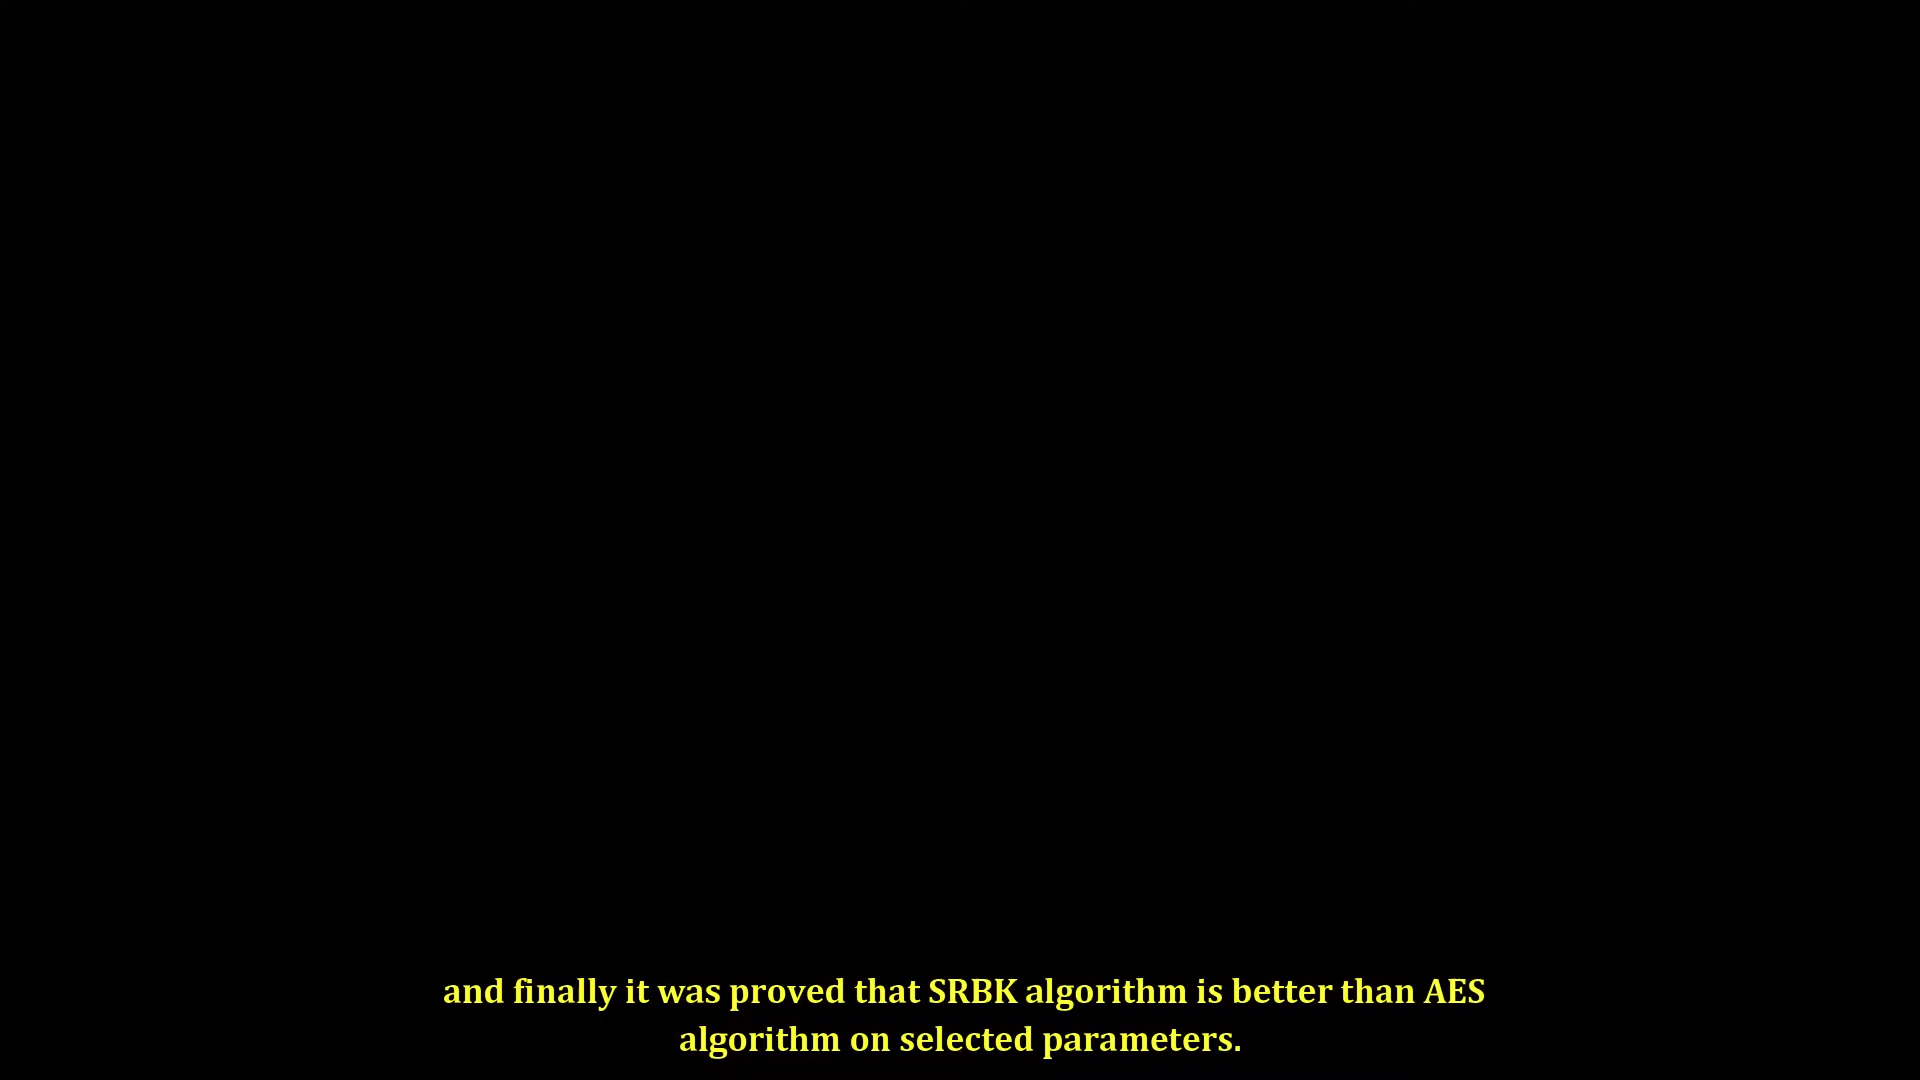 and finally it was proved that SRBK algorithm is better than AES
algorithm on selected parameters.